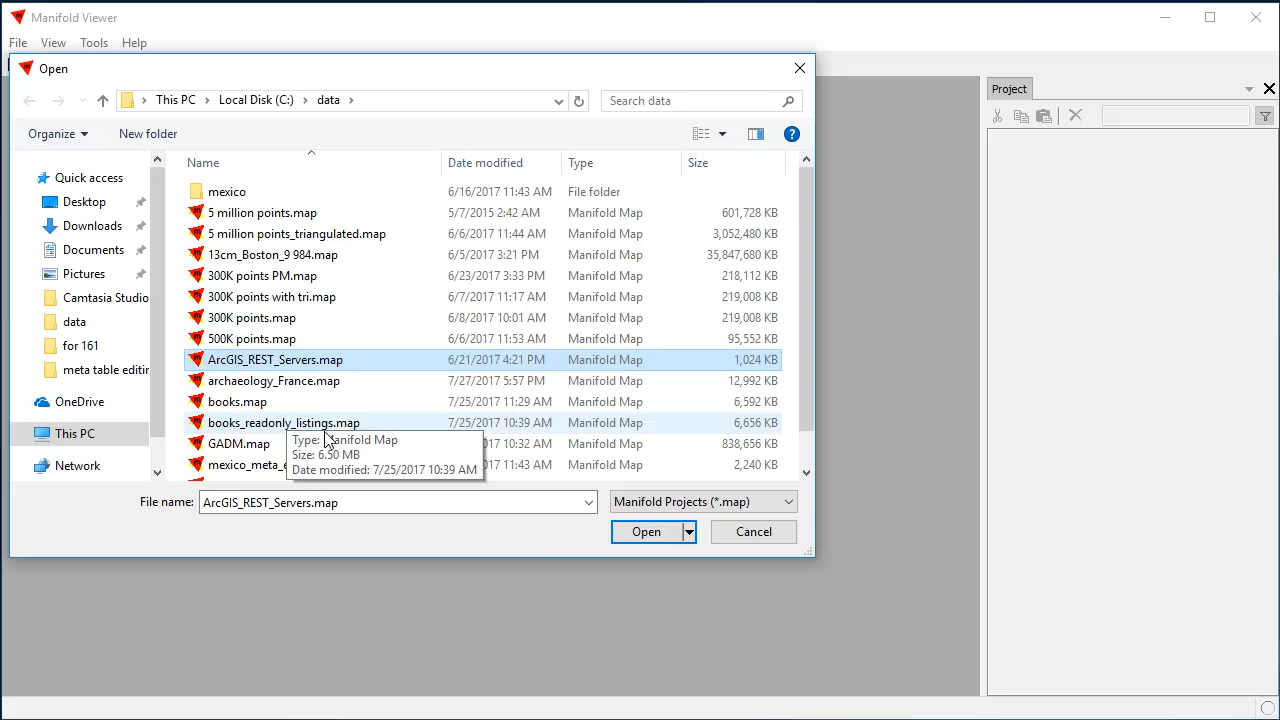 Manifold Viewer
File View Tools Help
Open
This PC Local Disk (C:) data
Search data
Organize New folder
Name Date modified Type Size
Quick access
Desktop
Downloads
Documents
Pictures
Camtasia Studio
data
for 161
meta table editin
OneDrive
This PC
Network
mexico 6/16/2017 11:43 AM File folder
5 million points.map 5/7/2015 2:42 AM Manifold Map 601,728 KB
5 million points_triangulated.map 6/6/2017 11:44 AM Manifold Map 3,052,480 KB
13cm_Boston_9 984.map 6/5/2017 3:21 PM Manifold Map 35,847,680 KB
300K points PM.map 6/23/2017 3:33 PM Manifold Map 218,112 KB
300K points with tri.map 6/7/2017 11:17 AM Manifold Map 219,008 KB
300K points.map 6/8/2017 10:01 AM Manifold Map 219,008 KB
500K points.map 6/6/2017 11:53 AM Manifold Map 95,552 KB
ArcGIS_REST_Servers.map 6/21/2017 4:21 PM Manifold Map 1,024 KB
archaeology_France.map 7/27/2017 5:57 PM Manifold Map 12,992 KB
books.map 7/25/2017 11:29 AM Manifold Map 6,592 KB
books_readonly_listings.map 7/25/2017 10:39 AM Manifold Map 6,656 KB
GADM.map 10:32 AM Manifold Map 838,656 KB
mexico_meta_e 11:43 AM Manifold Map 2,240 KB
Type: Manifold Map
Size: 6.50 MB
Date modified: 7/25/2017 10:39 AM
File name: ArcGIS_REST_Servers.map Manifold Projects (*.map)
Open Cancel
Project